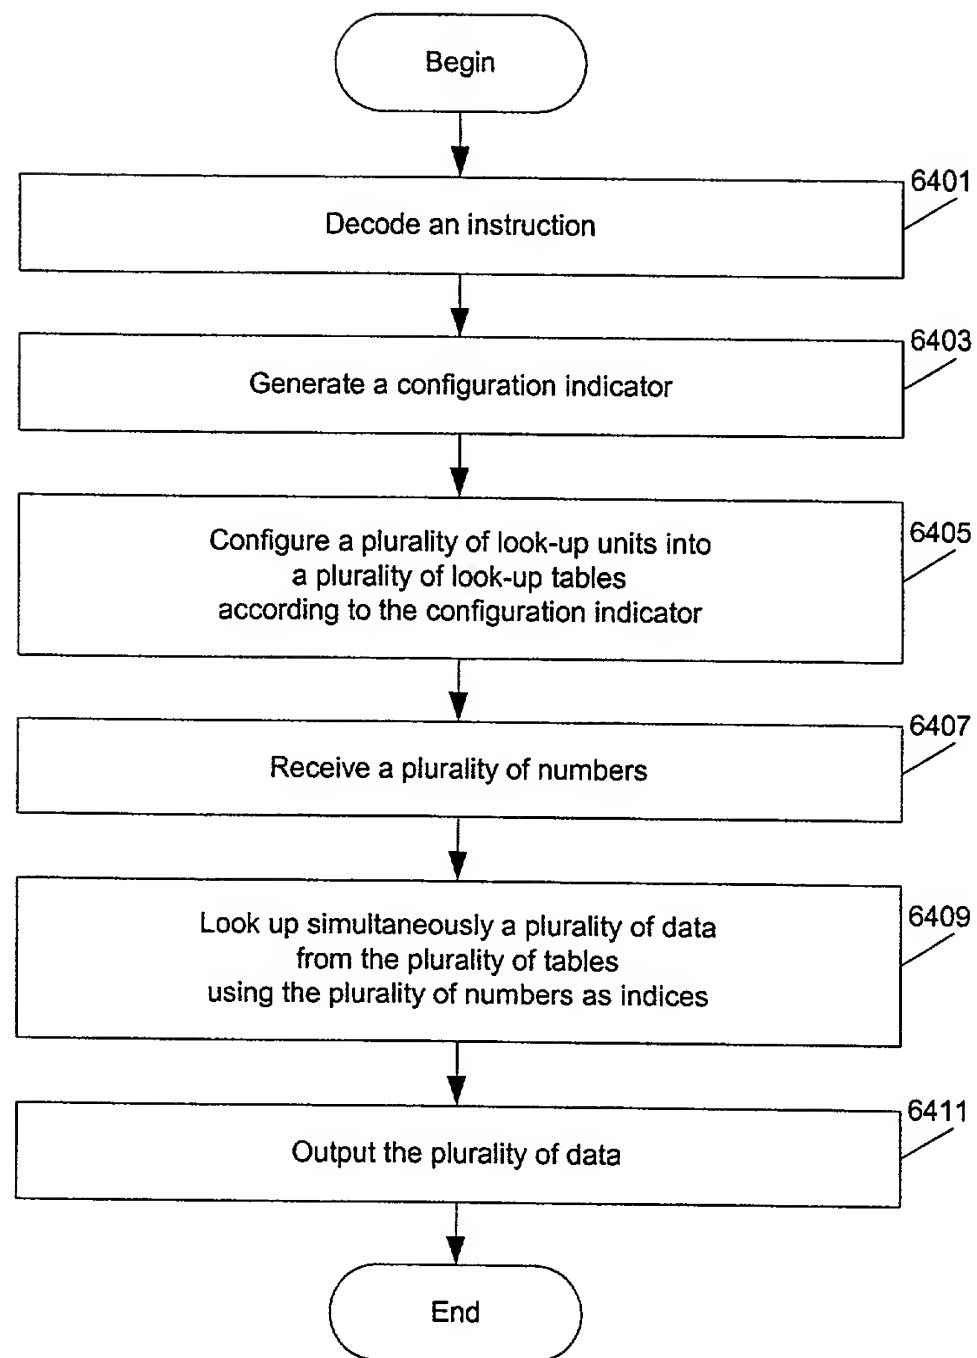 Begin
6401
Decode an instruction
6403
Generate a configuration indicator
6405
Configure a plurality of look-up units into
a plurality of look-up tables
according to the configuration indicator
6407
Receive a plurality of numbers
6409
Look up simultaneously a plurality of data
from the plurality of tables
using the plurality of numbers as indices
6411
Output the plurality of data
End